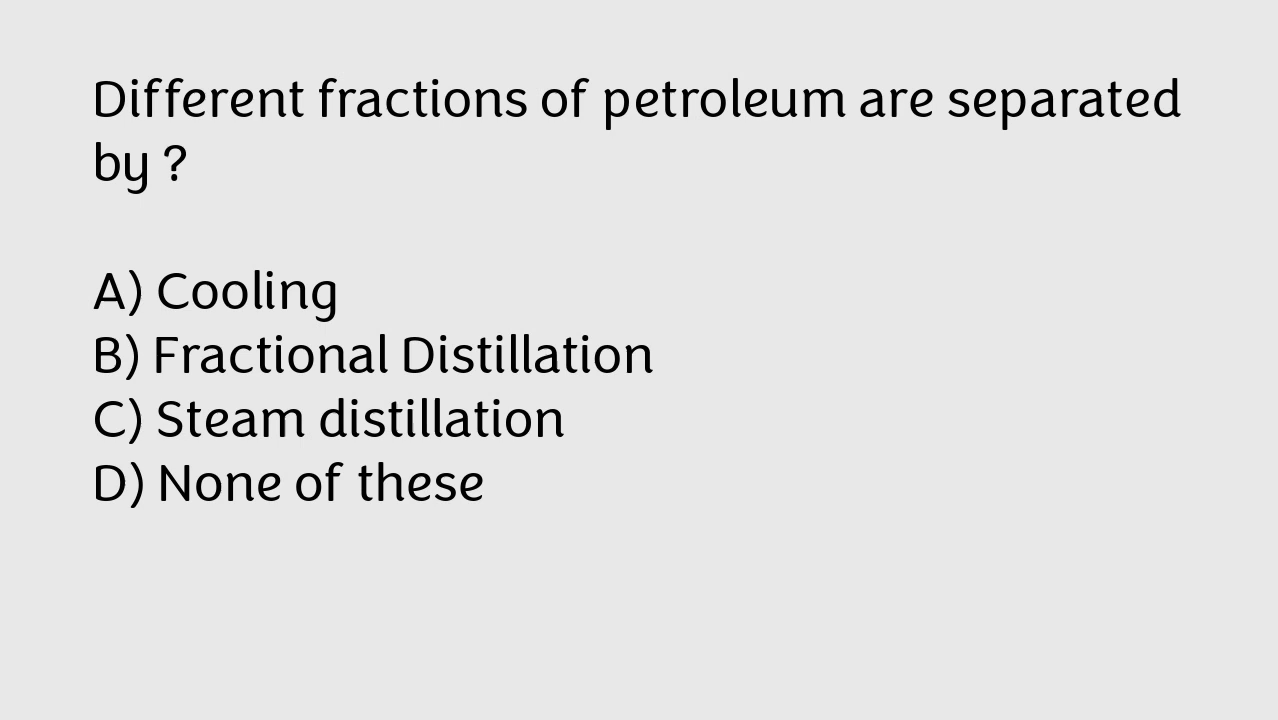 Different fractions of petroleum are separated
by ?
A) Cooling
B) Fractional Distillation
C) Steam distillation
D) None of these